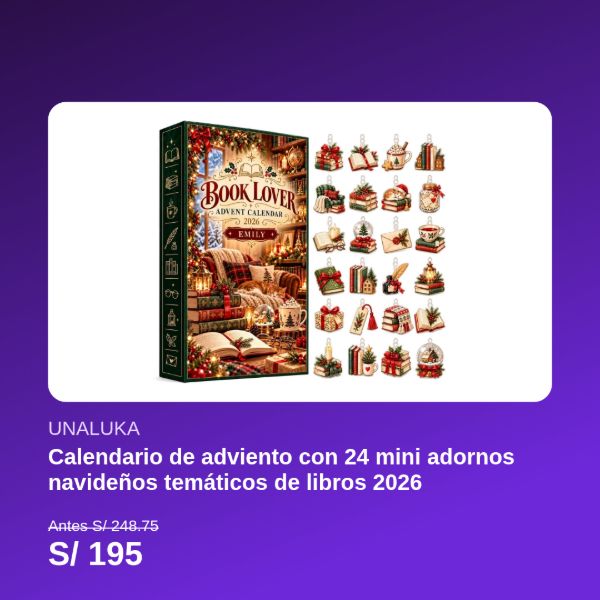 BOOK LOVER
ADVENT CALENDAR
2026
EMILY
UNALUKA
Calendario de adviento con 24 mini adornos
navideños temáticos de libros 2026
Antes S/ 248.75
S/ 195